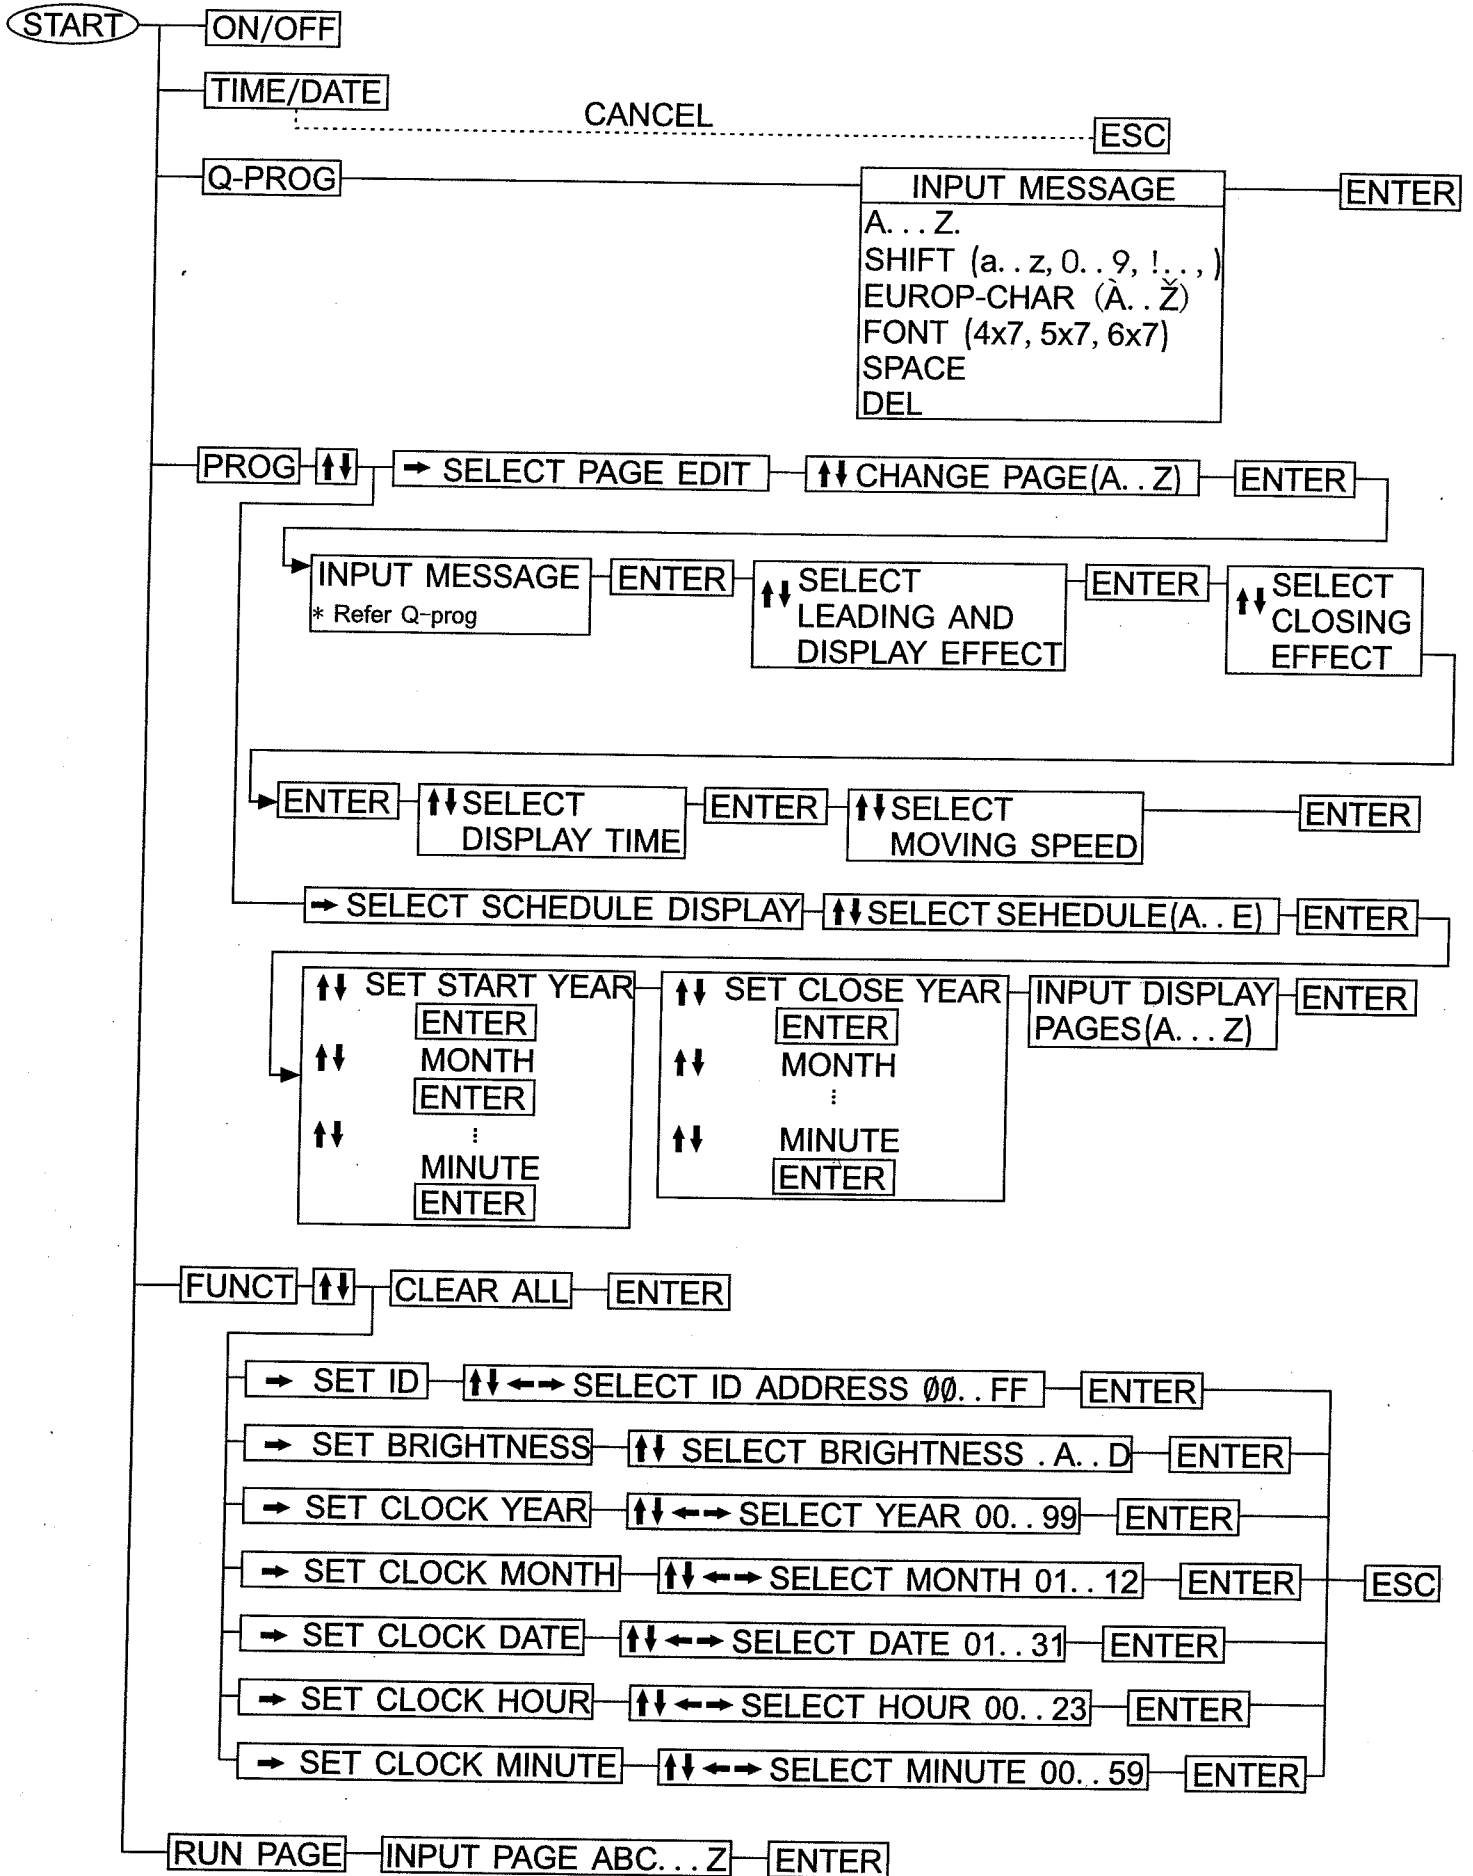 START ON/OFF
TIME/DATE
CANCEL
ESC
Q-PROG INPUT MESSAGE ENTER
A...Z.
SHIFT (a..z, 0..9, !..,)
EUROP-CHAR (À..Ž)
FONT (4x7, 5x7, 6x7)
SPACE
DEL
PROG ⬆⬇ ➡ SELECT PAGE EDIT ⬆⬇ CHANGE PAGE(A..Z) ENTER
INPUT MESSAGE ENTER ⬆⬇ SELECT ENTER ⬆⬇ SELECT
* Refer Q-prog LEADING AND CLOSING
DISPLAY EFFECT EFFECT
ENTER ⬆⬇ SELECT ENTER ⬆⬇ SELECT ENTER
DISPLAY TIME MOVING SPEED
➡ SELECT SCHEDULE DISPLAY ⬆⬇ SELECT SEHEDULE(A..E) ENTER
⬆⬇ SET START YEAR ⬆⬇ SET CLOSE YEAR INPUT DISPLAY ENTER
ENTER ENTER PAGES(A...Z)
⬆⬇ MONTH ⬆⬇ MONTH
ENTER ⋮
⬆⬇ ⋮ ⬆⬇ MINUTE
MINUTE ENTER
ENTER
FUNCT ⬆⬇ CLEAR ALL ENTER
➡ SET ID ⬆⬇⬅➡ SELECT ID ADDRESS ØØ..FF ENTER
➡ SET BRIGHTNESS ⬆⬇ SELECT BRIGHTNESS .A..D ENTER
➡ SET CLOCK YEAR ⬆⬇⬅➡ SELECT YEAR 00..99 ENTER
➡ SET CLOCK MONTH ⬆⬇⬅➡ SELECT MONTH 01..12 ENTER ESC
➡ SET CLOCK DATE ⬆⬇⬅➡ SELECT DATE 01..31 ENTER
➡ SET CLOCK HOUR ⬆⬇⬅➡ SELECT HOUR 00..23 ENTER
➡ SET CLOCK MINUTE ⬆⬇⬅➡ SELECT MINUTE 00..59 ENTER
RUN PAGE INPUT PAGE ABC...Z ENTER